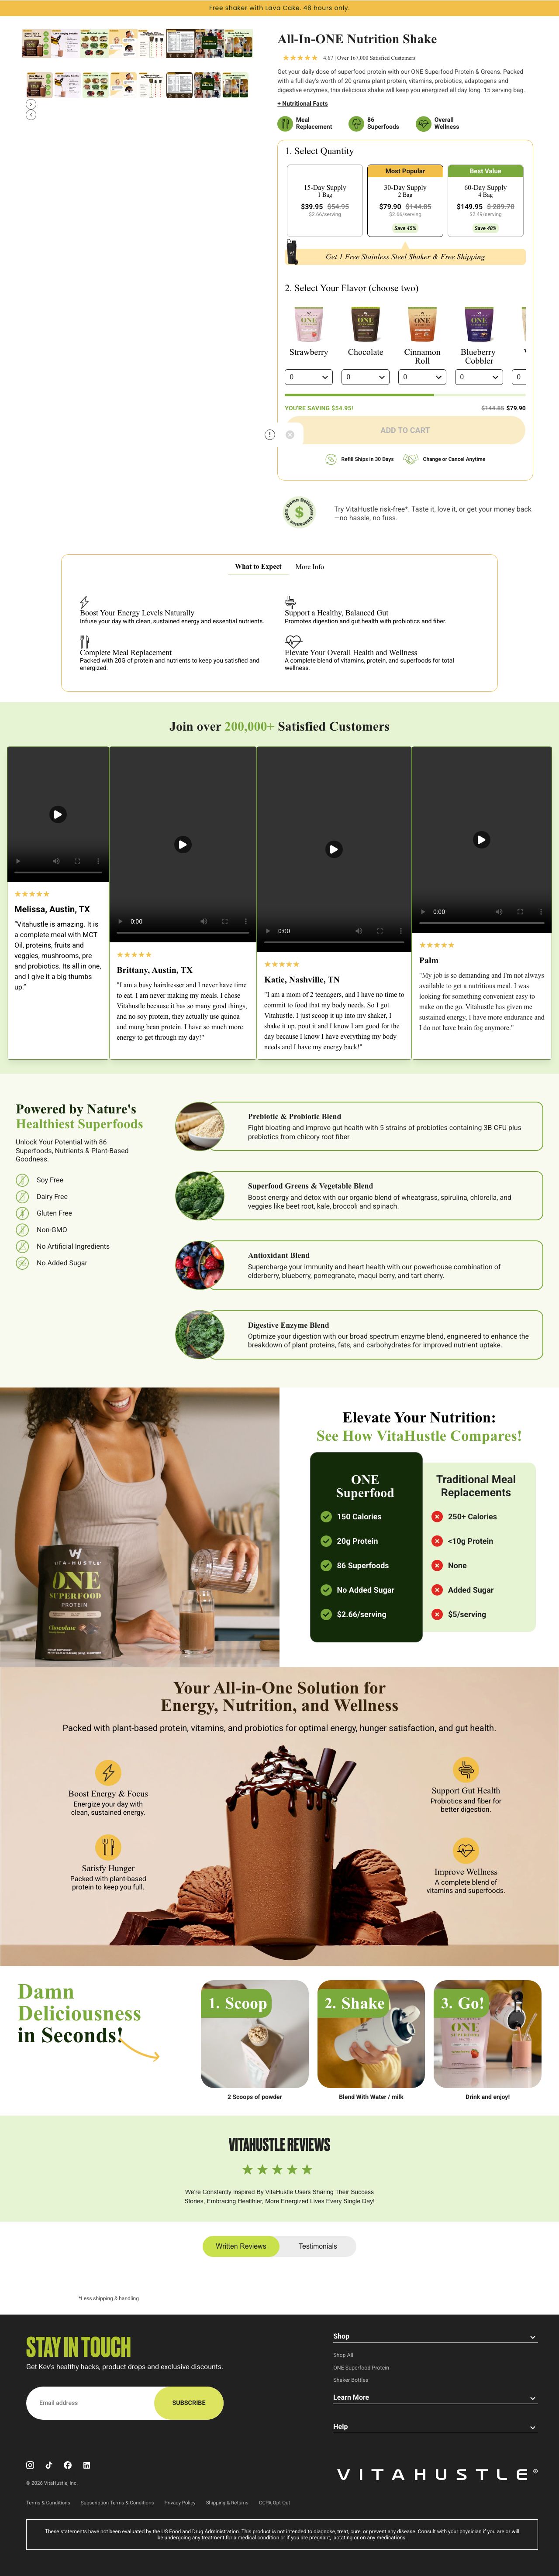 Free shaker with Lava Cake. 48 hours only.
All-In-ONE Nutrition Shake
4.67 | Over 167,000 Satisfied Customers
Get your daily dose of superfood protein with our ONE Superfood Protein & Greens. Packed
with a full day's worth of 20 grams plant protein, vitamins, probiotics, adaptogens and
antioxidants, this delicious shake will keep you energized all day long. 15 serving bag.
+ Nutritional Facts
Meal
Replacement
86
Superfoods
Overall
Wellness
1. Select Quantity
15-Day Supply
1 Bag
$39.95 $54.95
$2.66/serving
Most Popular
30-Day Supply
2 Bag
$79.90 $144.85
$2.66/serving
Save 45%
Best Value
60-Day Supply
4 Bag
$149.95 $ 289.70
$2.49/serving
Save 48%
Get 1 Free Stainless Steel Shaker & Free Shipping
2. Select Your Flavor (choose two)
Strawberry
Chocolate
Cinnamon
Roll
Blueberry
Cobbler
0
0
0
0
0
YOU'RE SAVING $54.95!
$144.85 $79.90
ADD TO CART
Refill Ships in 30 Days
Change or Cancel Anytime
Try VitaHustle risk-free*. Taste it, love it, or get your money back
—no hassle, no fuss.
What to Expect
More Info
Boost Your Energy Levels Naturally
Infuse your day with clean, sustained energy and essential nutrients.
Support a Healthy, Balanced Gut
Promotes digestion and gut health with probiotics and fiber.
Complete Meal Replacement
Packed with 20G of protein and nutrients to keep you satisfied and
energized.
Elevate Your Overall Health and Wellness
A complete blend of vitamins, protein, and superfoods for total
wellness.
Join over 200,000+ Satisfied Customers
Melissa, Austin, TX
"Vitahustle is amazing. It is
a complete meal with MCT
Oil, proteins, fruits and
veggies, mushrooms, pre
and probiotics. Its all in one,
and I give it a big thumbs
up."
0:00
Brittany, Austin, TX
"I am a busy hairdresser and I never have time
to eat. I am never making my meals. I chose
Vitahustle because it has so many good things,
and no soy protein, they actually use quinoa
and mung bean protein. I have so much more
energy to get through my day!"
0:00
Katie, Nashville, TN
"I am a mom of 2 teenagers, and I have no time to
commit to food that my body needs. So I got
Vitahustle. I just scoop it up into my shaker, I
shake it up, pout it and I know I am good for the
day because I know I have everything my body
needs and I have my energy back!"
0:00
Palm
"My job is so demanding and I'm not always
available to get a nutritious meal. I was
looking for something convenient easy to
make on the go. Vitahustle has given me
sustained energy, I have more endurance and
I do not have brain fog anymore."
Powered by Nature's
Healthiest Superfoods
Unlock Your Potential with 86
Superfoods, Nutrients & Plant-Based
Goodness.
Soy Free
Dairy Free
Gluten Free
Non-GMO
No Artificial Ingredients
No Added Sugar
Prebiotic & Probiotic Blend
Fight bloating and improve gut health with 5 strains of probiotics containing 3B CFU plus
prebiotics from chicory root fiber.
Superfood Greens & Vegetable Blend
Boost energy and detox with our organic blend of wheatgrass, spirulina, chlorella, and
veggies like beet root, kale, broccoli and spinach.
Antioxidant Blend
Supercharge your immunity and heart health with our powerhouse combination of
elderberry, blueberry, pomegranate, maqui berry, and tart cherry.
Digestive Enzyme Blend
Optimize your digestion with our broad spectrum enzyme blend, engineered to enhance the
breakdown of plant proteins, fats, and carbohydrates for improved nutrient uptake.
VITA·HUSTLE
ONE
SUPERFOOD
PROTEIN
Chocolate
Elevate Your Nutrition:
See How VitaHustle Compares!
ONE
Superfood
150 Calories
20g Protein
86 Superfoods
No Added Sugar
$2.66/serving
Traditional Meal
Replacements
250+ Calories
<10g Protein
None
Added Sugar
$5/serving
Your All-in-One Solution for
Energy, Nutrition, and Wellness
Packed with plant-based protein, vitamins, and probiotics for optimal energy, hunger satisfaction, and gut health.
Boost Energy & Focus
Energize your day with
clean, sustained energy.
Support Gut Health
Probiotics and fiber for
better digestion.
Satisfy Hunger
Packed with plant-based
protein to keep you full.
Improve Wellness
A complete blend of
vitamins and superfoods.
Damn
Deliciousness
in Seconds!
1. Scoop
2 Scoops of powder
2. Shake
Blend With Water / milk
3. Go!
ONE
Drink and enjoy!
VITAHUSTLE REVIEWS
We're Constantly Inspired By VitaHustle Users Sharing Their Success
Stories, Embracing Healthier, More Energized Lives Every Single Day!
Written Reviews
Testimonials
*Less shipping & handling
STAY IN TOUCH
Get Kev's healthy hacks, product drops and exclusive discounts.
Email address
SUBSCRIBE
Shop
Shop All
ONE Superfood Protein
Shaker Bottles
Learn More
Help
© 2026 VitaHustle, Inc.
VITAHUSTLE®
Terms & Conditions
Subscription Terms & Conditions
Privacy Policy
Shipping & Returns
CCPA Opt-Out
These statements have not been evaluated by the US Food and Drug Administration. This product is not intended to diagnose, treat, cure, or prevent any disease. Consult with your physician if you are or will
be undergoing any treatment for a medical condition or if you are pregnant, lactating or on any medications.